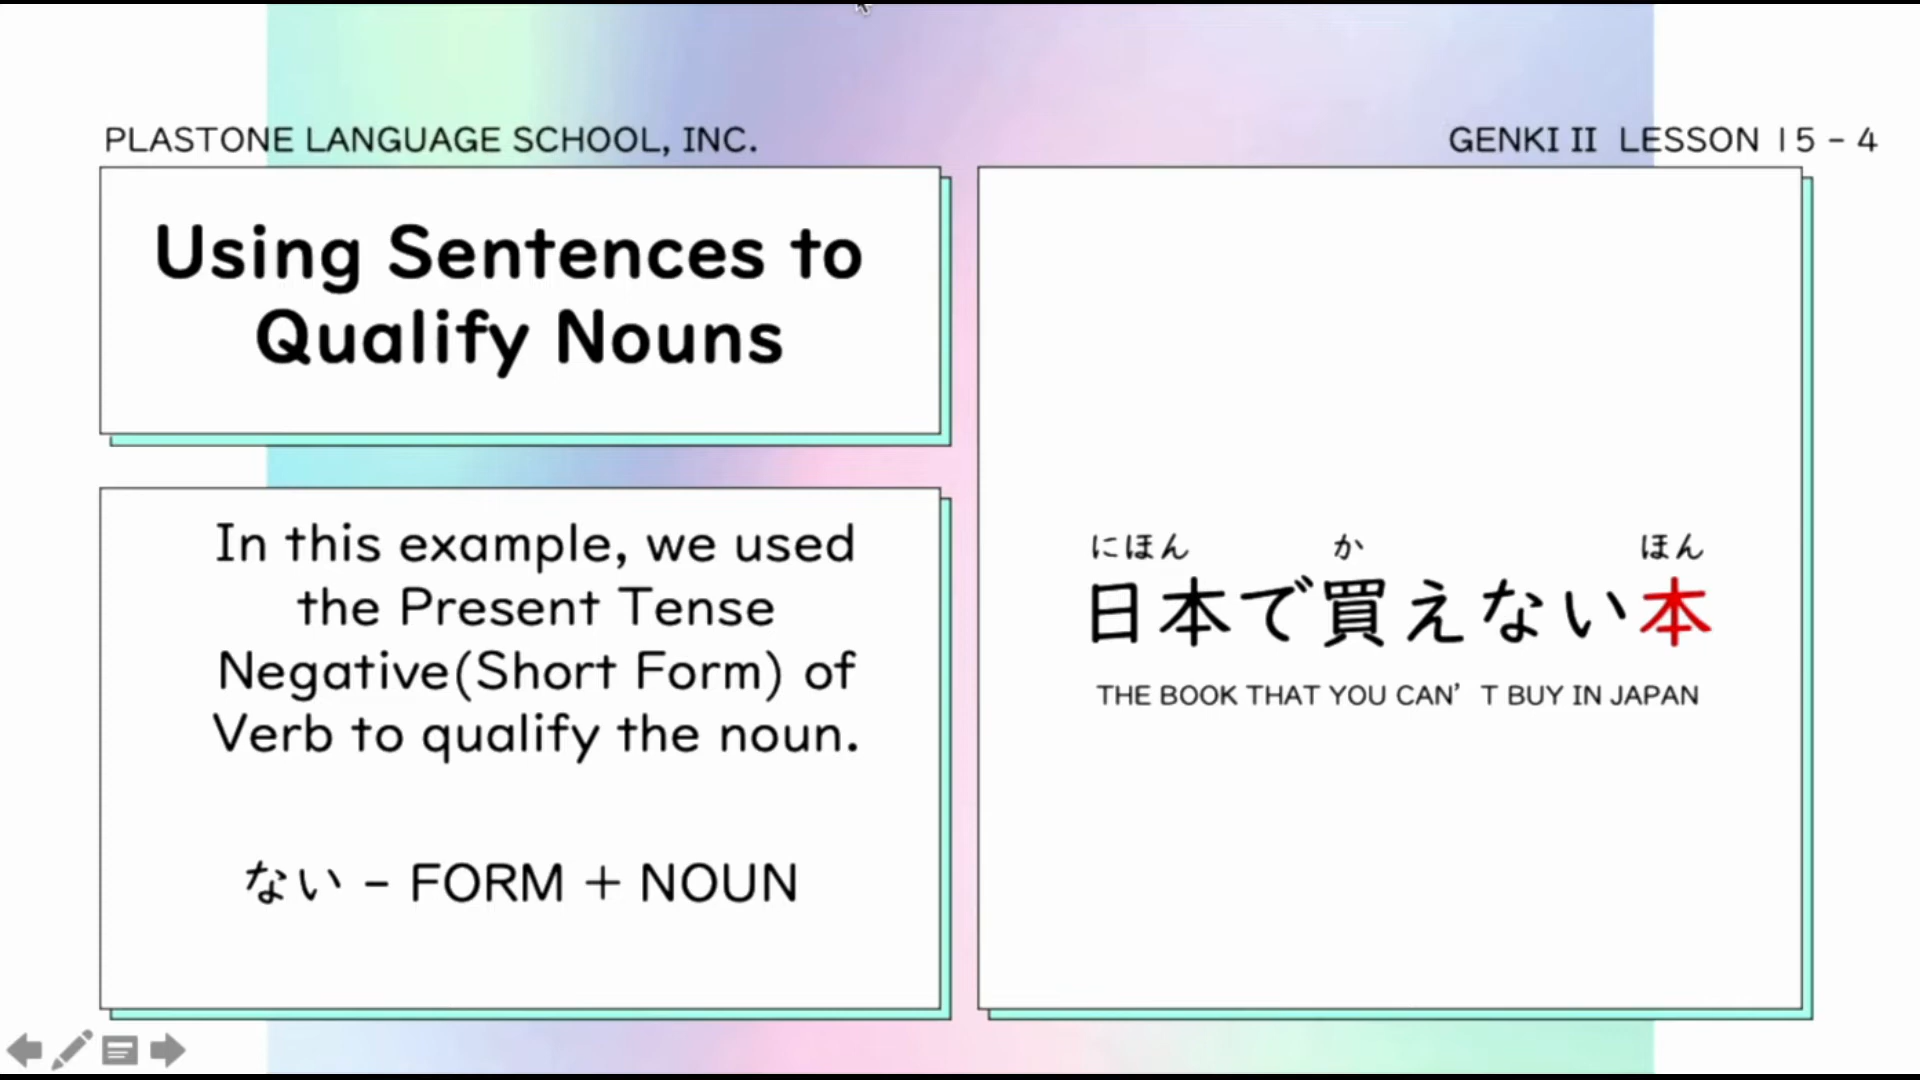 PLASTONE LANGUAGE SCHOOL, INC.
GENKI II LESSON 15 - 4
Using Sentences to
Qualify Nouns
In this example, we used
the Present Tense
Negative(Short Form) of
Verb to qualify the noun.
ない - FORM + NOUN
にほん か ほん
日本で買えない本
THE BOOK THAT YOU CAN’T BUY IN JAPAN